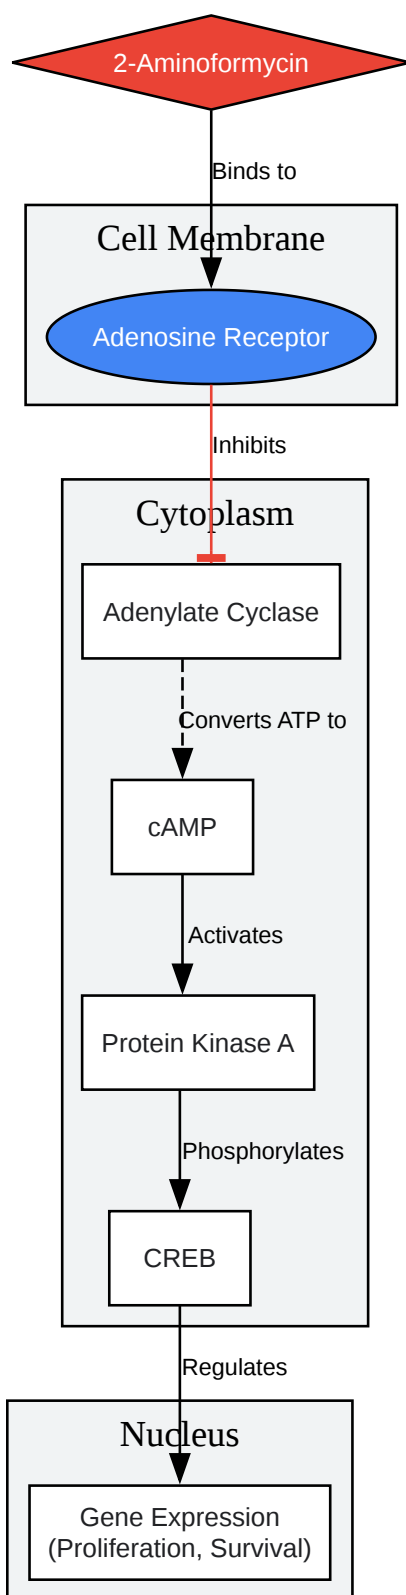 2-Aminoformycin
Binds to
Cell Membrane
Adenosine Receptor
Inhibits
Cytoplasm
Adenylate Cyclase
Converts ATP to
cAMP
Activates
Protein Kinase A
Phosphorylates
CREB
Regulates
Nucleus
Gene Expression
(Proliferation, Survival)